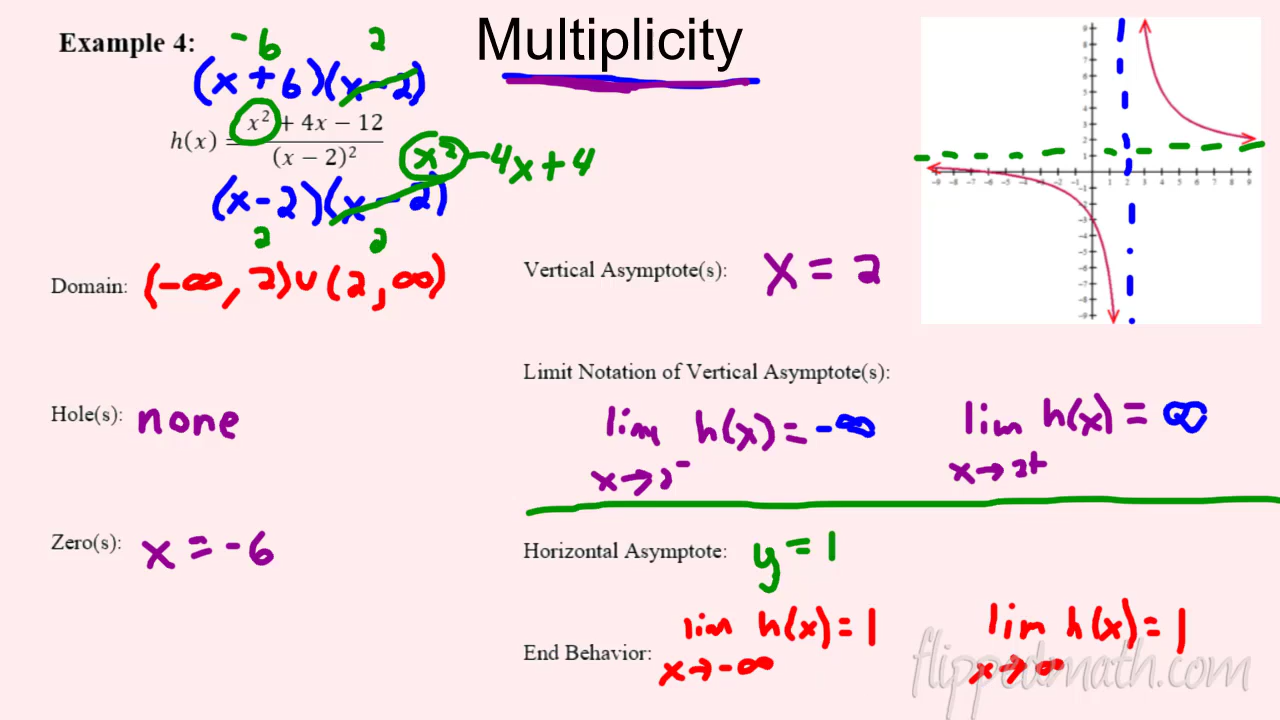 Multiplicity
Example 4:
-6 2
(x+6)(x-2)
h(x) = x² + 4x − 12
(x − 2)²
x² - 4x + 4
(x-2)(x-2)
2 2
Domain: (-∞, 2) ∪ (2, ∞)
Hole(s): none
Zero(s): x = -6
Vertical Asymptote(s): x = 2
Limit Notation of Vertical Asymptote(s):
lim h(x) = -∞ lim h(x) = ∞
x→2⁻ x→2⁺
Horizontal Asymptote: y = 1
lim h(x) = 1 lim h(x) = 1
End Behavior: x→-∞ x→∞
flippedmath.com